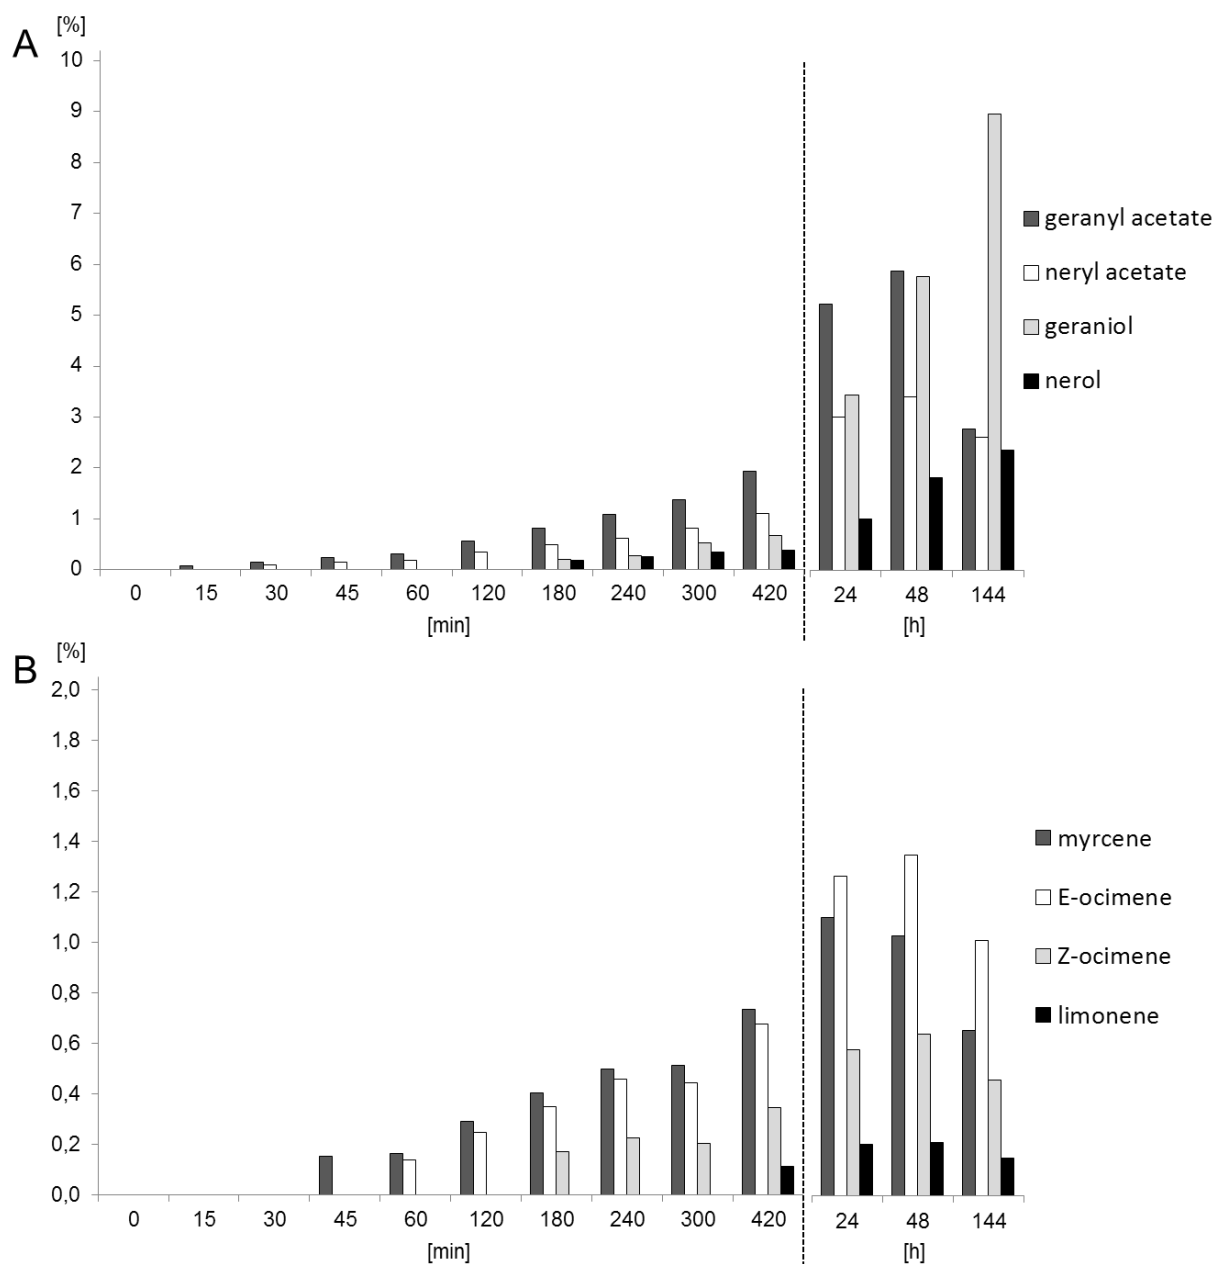 A
[%]
10
9
8
7
6
5
4
3
2
1
0
0 15 30 45 60 120 180 240 300 420 24 48 144
[min] [h]
geranyl acetate
neryl acetate
geraniol
nerol
B
[%]
2,0
1,8
1,6
1,4
1,2
1,0
0,8
0,6
0,4
0,2
0,0
0 15 30 45 60 120 180 240 300 420 24 48 144
[min] [h]
myrcene
E-ocimene
Z-ocimene
limonene